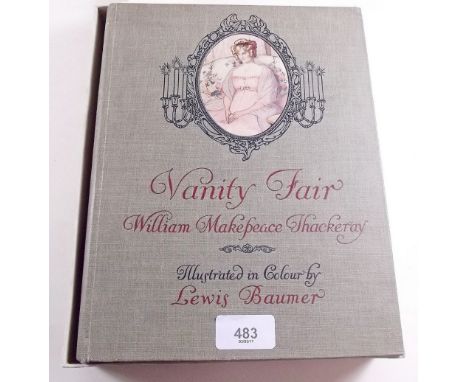 Vanity Fair
William Makepeace Thackeray
Illustrated in Colour by
Lewis Baumer
483